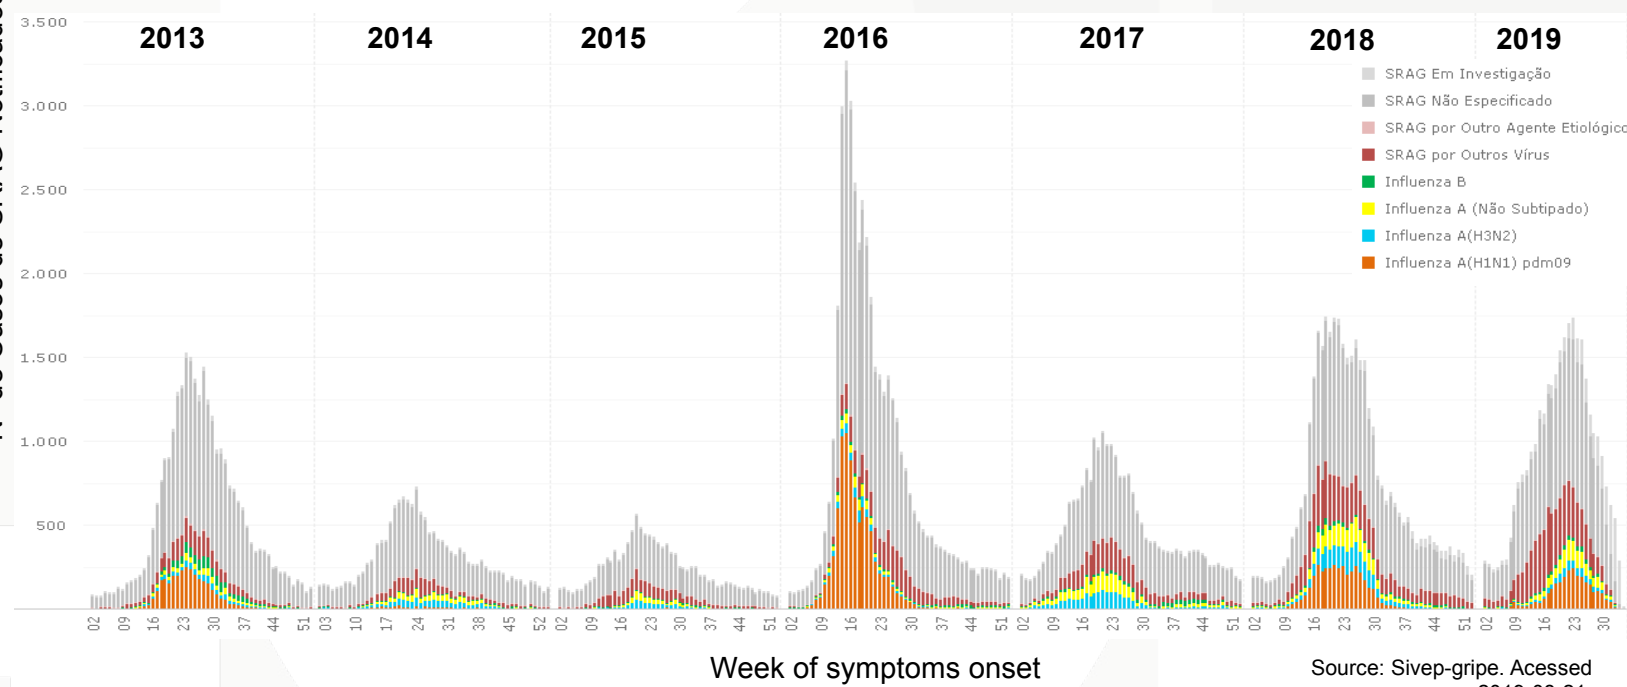 3.500
2013 2014 2015 2016 2017 2018 2019
SRAG Em Investigação
SRAG Não Especificado
SRAG por Outro Agente Etiológico
SRAG por Outros Vírus
Influenza B
Influenza A (Não Subtipado)
Influenza A(H3N2)
Influenza A(H1N1) pdm09
3.000
2.500
2.000
1.500
1.000
500
02 09 16 23 30 37 44 51 03 10 17 24 31 38 45 52 02 09 16 23 30 37 44 51 02 09 16 23 30 37 44 51 02 09 16 23 30 37 44 51 02 09 16 23 30 37 44 51 02 09 16 23 30
Week of symptoms onset
Source: Sivep-gripe. Acessed